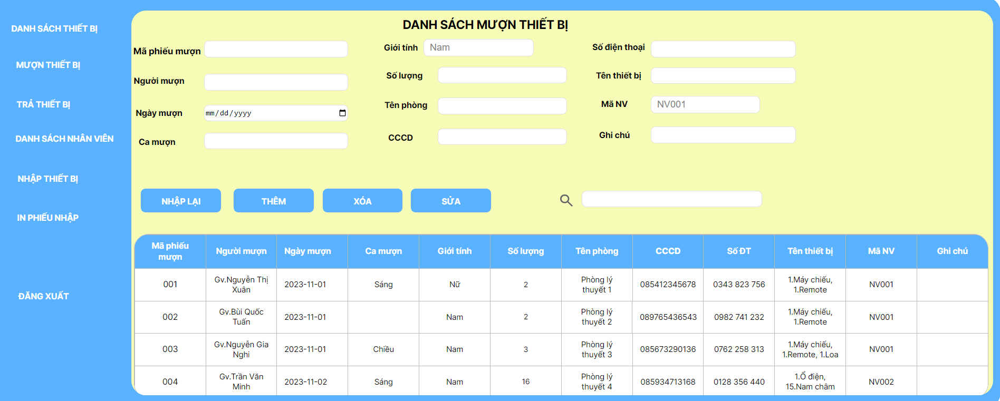 DANH SÁCH THIẾT BỊ
MƯỢN THIẾT BỊ
TRẢ THIẾT BỊ
DANH SÁCH NHÂN VIÊN
NHẬP THIẾT BỊ
IN PHIẾU NHẬP
ĐĂNG XUẤT
DANH SÁCH MƯỢN THIẾT BỊ
Mã phiếu mượn
Giới tính Nam
Số điện thoại
Người mượn
Số lượng
Tên thiết bị
Ngày mượn mm/dd/yyyy
Tên phòng
Mã NV NV001
Ca mượn
CCCD
Ghi chú
NHẬP LẠI THÊM XÓA SỬA
Mã phiếu
mượn
Người mượn
Ngày mượn
Ca mượn
Giới tính
Số lượng
Tên phòng
CCCD
Số ĐT
Tên thiết bị
Mã NV
Ghi chú
001
Gv.Nguyễn Thị
Xuân
2023-11-01
Sáng
Nữ
2
Phòng lý
thuyết 1
085412345678
0343 823 756
1.Máy chiếu,
1.Remote
NV001
002
Gv.Bùi Quốc
Tuấn
2023-11-01
Nam
2
Phòng lý
thuyết 2
089765436543
0982 741 232
1.Máy chiếu,
1.Remote
NV001
003
Gv.Nguyễn Gia
Nghi
2023-11-01
Chiều
Nam
3
Phòng lý
thuyết 3
085673290136
0762 258 313
1.Máy chiếu,
1.Remote, 1.Loa
NV001
004
Gv.Trần Văn
Minh
2023-11-02
Sáng
Nam
16
Phòng lý
thuyết 4
085934713168
0128 356 440
1.Ổ điện,
15.Nam châm
NV002